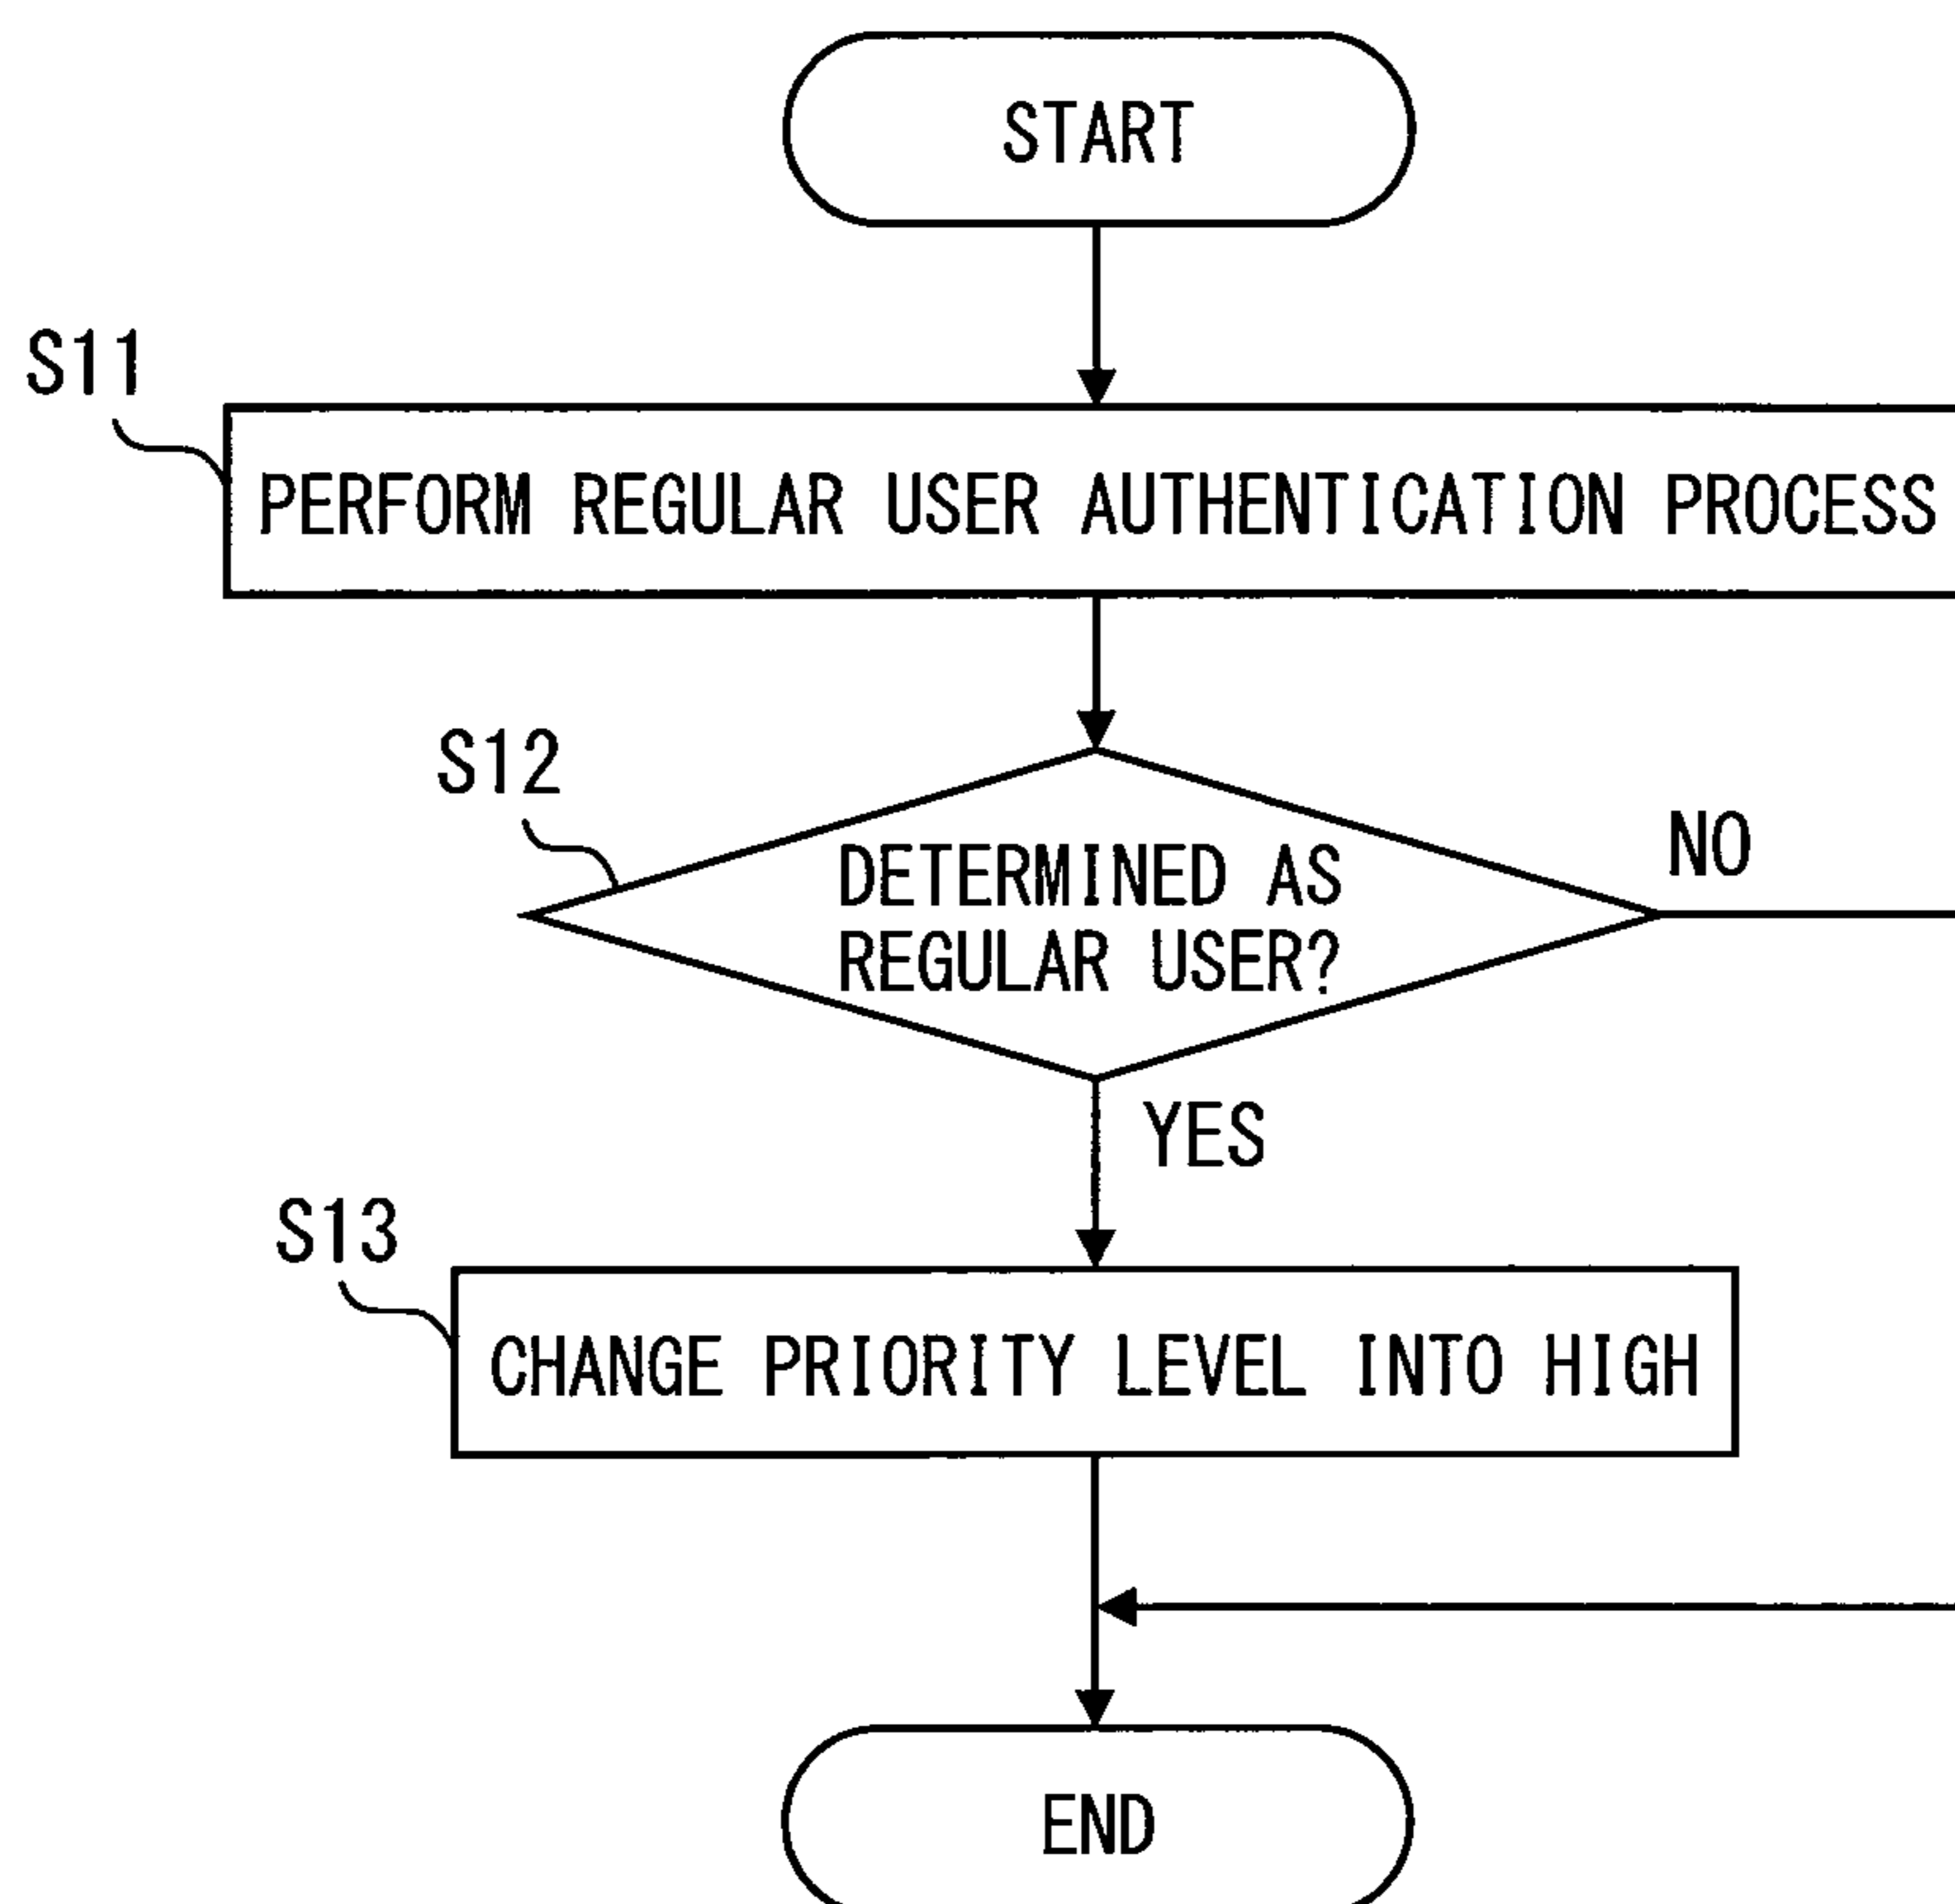 START
S11
PERFORM REGULAR USER AUTHENTICATION PROCESS
S12
DETERMINED AS
REGULAR USER?
NO
YES
S13
CHANGE PRIORITY LEVEL INTO HIGH
END